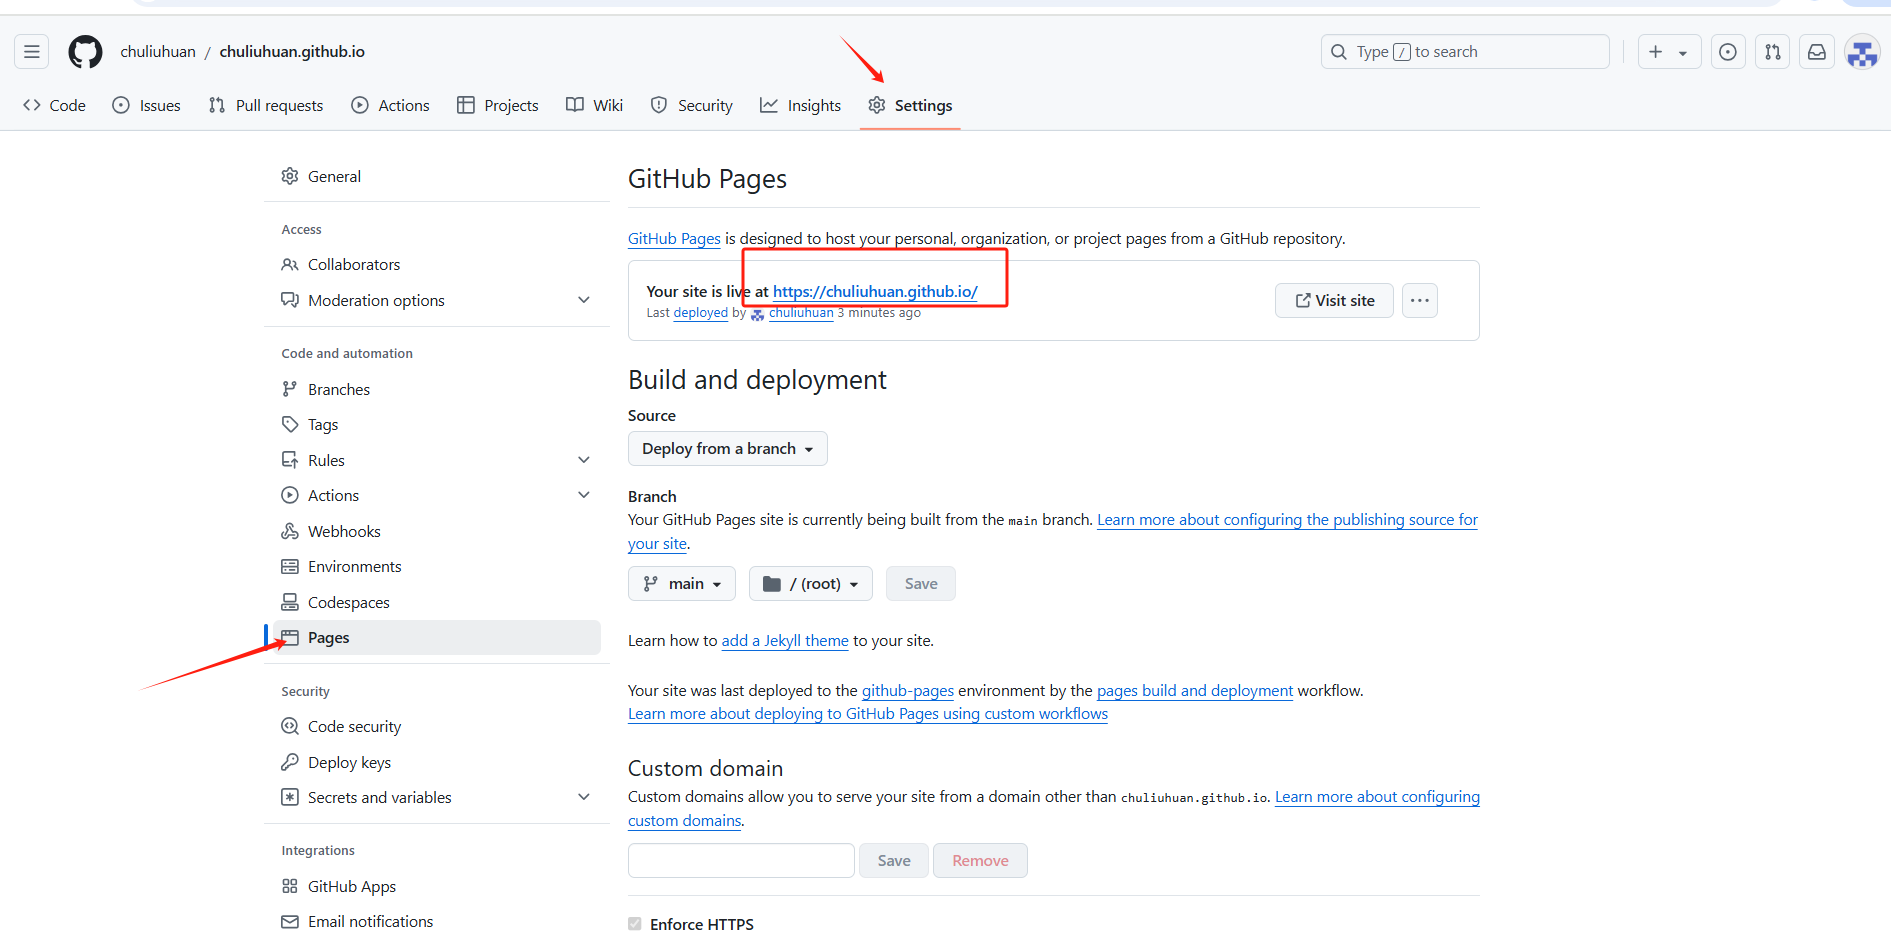 chuliuhuan / chuliuhuan.github.io
Type / to search
Code
Issues
Pull requests
Actions
Projects
Wiki
Security
Insights
Settings
General
Access
Collaborators
Moderation options
Code and automation
Branches
Tags
Rules
Actions
Webhooks
Environments
Codespaces
Pages
Security
Code security
Deploy keys
Secrets and variables
Integrations
GitHub Apps
Email notifications
GitHub Pages
GitHub Pages is designed to host your personal, organization, or project pages from a GitHub repository.
Your site is live at https://chuliuhuan.github.io/
Last deployed by chuliuhuan 3 minutes ago
Visit site
Build and deployment
Source
Deploy from a branch
Branch
Your GitHub Pages site is currently being built from the main branch. Learn more about configuring the publishing source for
your site.
main
/ (root)
Save
Learn how to add a Jekyll theme to your site.
Your site was last deployed to the github-pages environment by the pages build and deployment workflow.
Learn more about deploying to GitHub Pages using custom workflows
Custom domain
Custom domains allow you to serve your site from a domain other than chuliuhuan.github.io. Learn more about configuring
custom domains.
Save
Remove
Enforce HTTPS